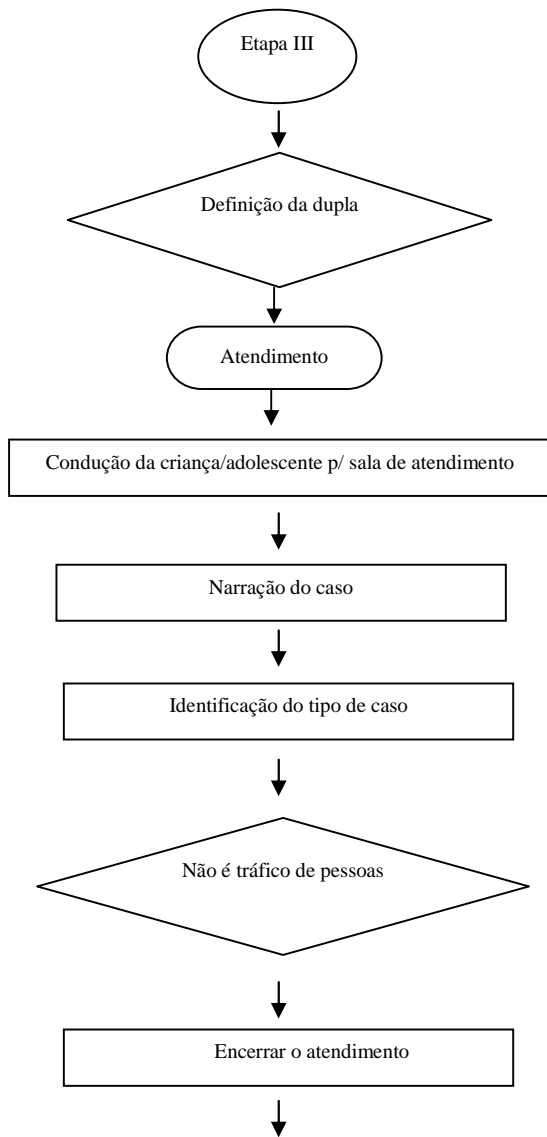 Etapa III
Definição da dupla
Atendimento
Condução da criança/adolescente p/ sala de atendimento
Narração do caso
Identificação do tipo de caso
Não é tráfico de pessoas
Encerrar o atendimento